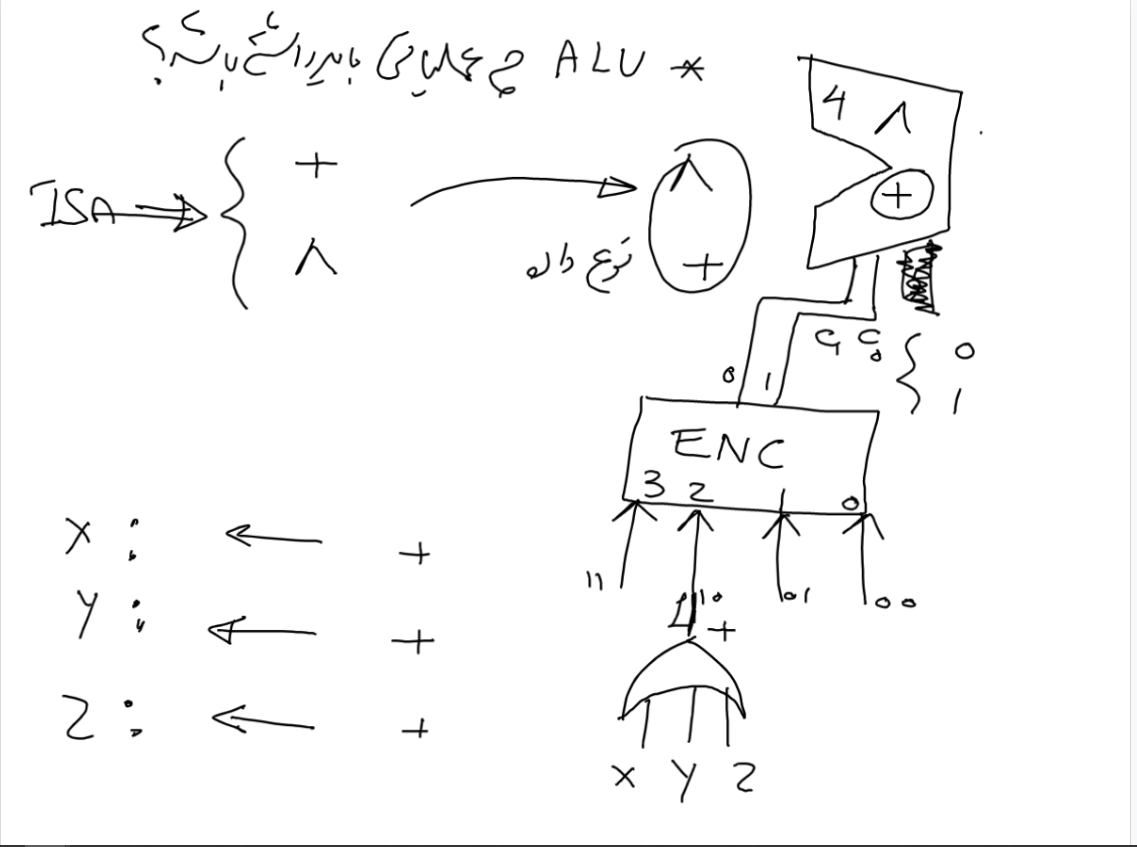 * ALU چه عملیاتی باید داشته باشد؟
4 ∧
+
ISA ⇒ { + ∧
∧
+
نوع داده
C1 C0 { 0 1
0 1
ENC
3 2 1 0
11 10 01 00
+
x y z
x : ← +
y : ← +
z : ← +